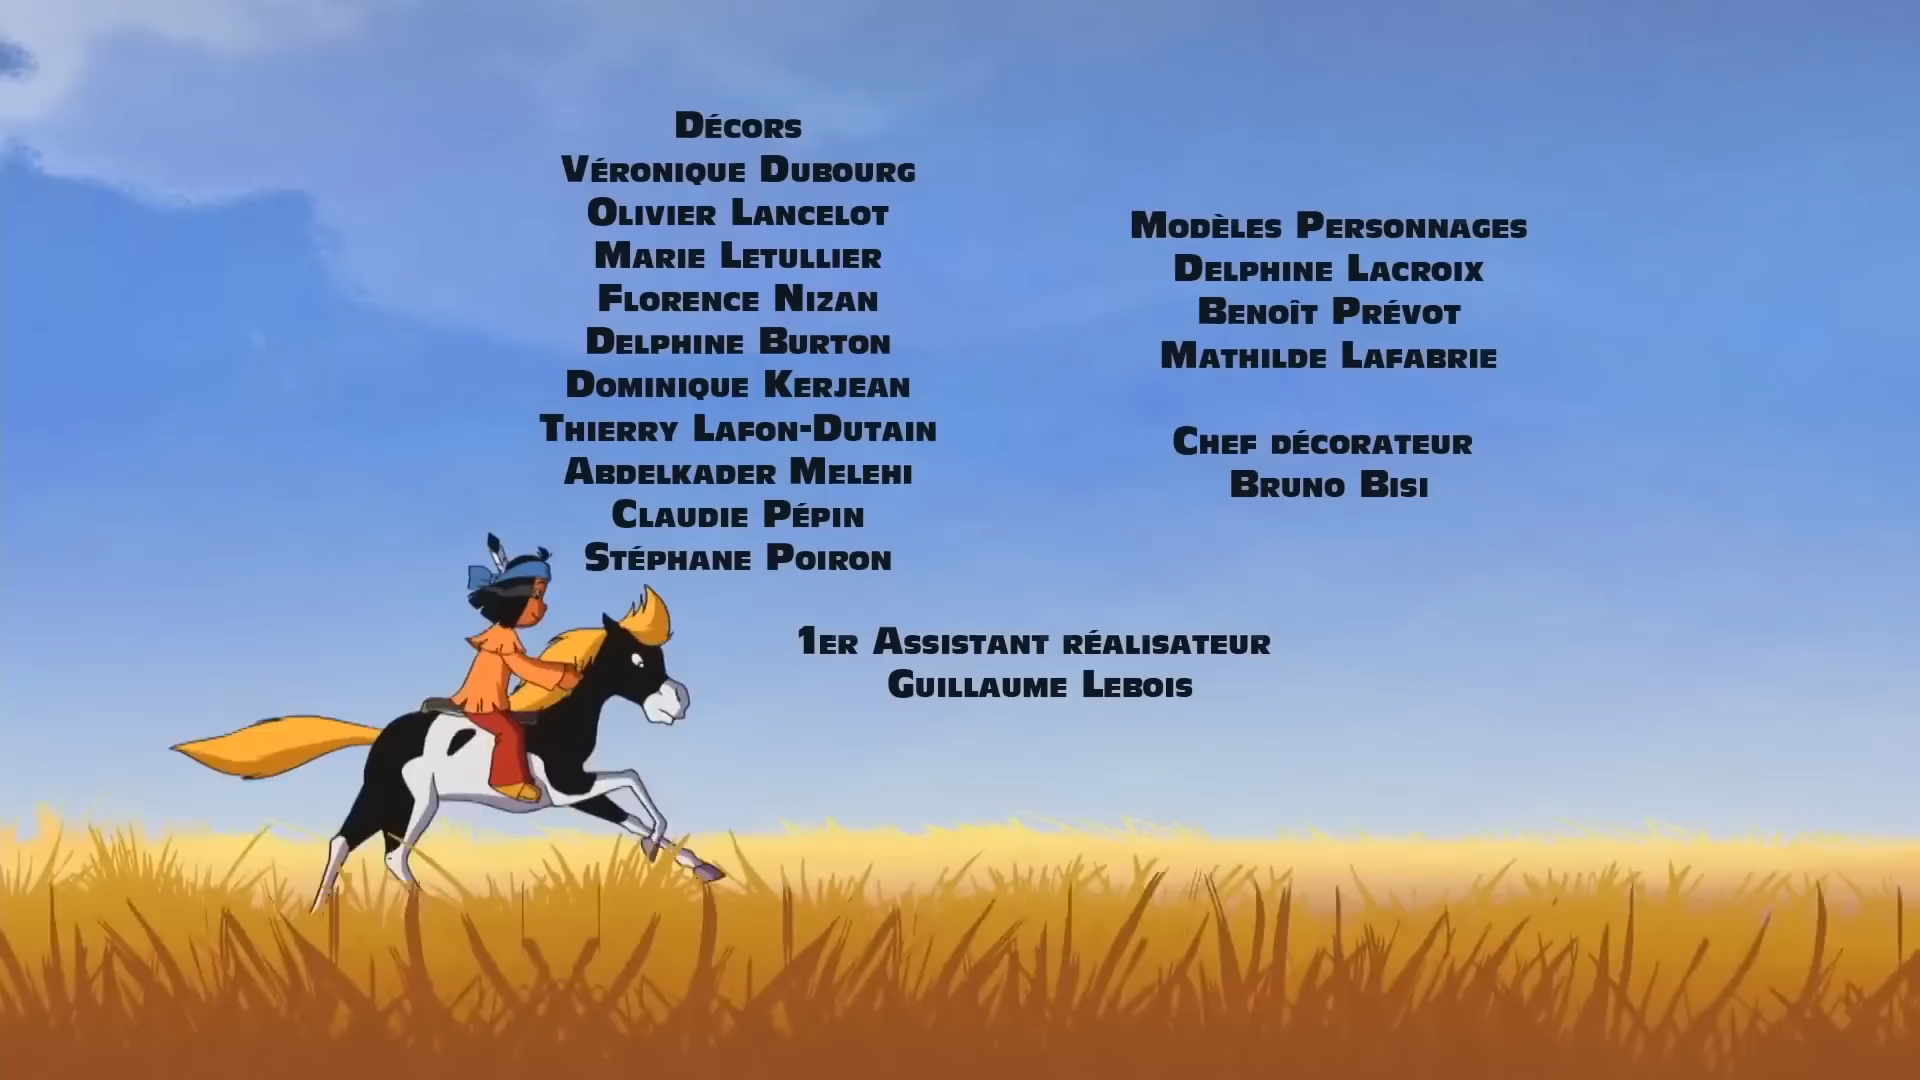 Décors
Véronique Dubourg
Olivier Lancelot
Marie Letullier
Florence Nizan
Delphine Burton
Dominique Kerjean
Thierry Lafon-Dutain
Abdelkader Melehi
Claudie Pépin
Stéphane Poiron
Modèles Personnages
Delphine Lacroix
Benoît Prévot
Mathilde Lafabrie
Chef décorateur
Bruno Bisi
1er Assistant réalisateur
Guillaume Lebois